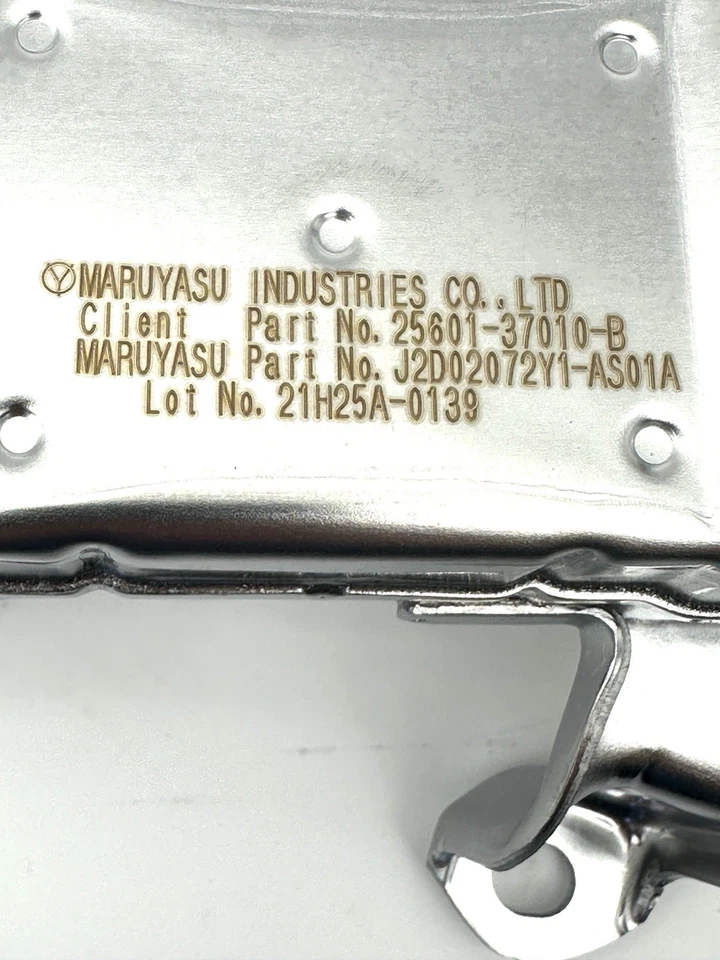 Ⓨ MARUYASU INDUSTRIES CO.,LTD
Client Part No. 25601-37010-B
MARUYASU Part No. J2D02072Y1-AS01A
Lot No. 21H25A-0139